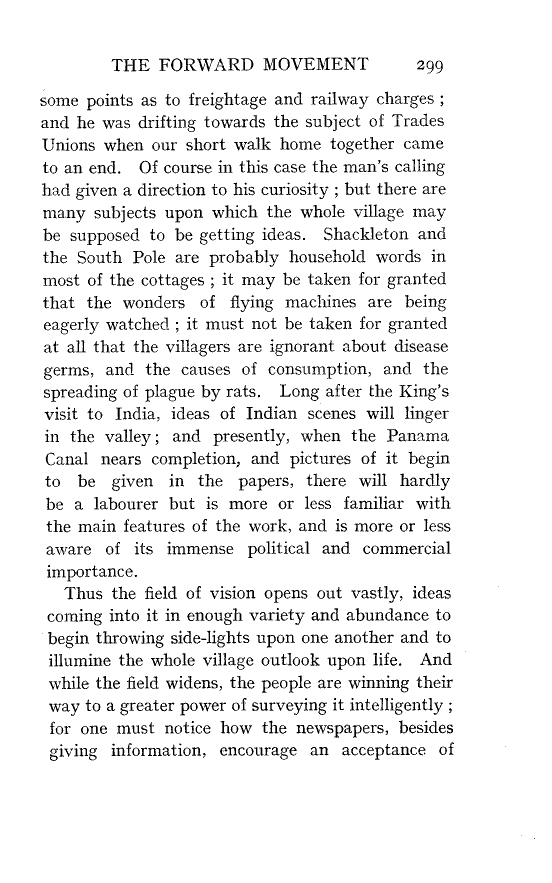 THE FORWARD MOVEMENT 299
some points as to freightage and railway charges ;
and he was drifting towards the subject of Trades
Unions when our short walk home together came
to an end. Of course in this case the man's calling
had given a direction to his curiosity ; but there are
many subjects upon which the whole village may
be supposed to be getting ideas. Shackleton and
the South Pole are probably household words in
most of the cottages ; it may be taken for granted
that the wonders of flying machines are being
eagerly watched ; it must not be taken for granted
at all that the villagers are ignorant about disease
germs, and the causes of consumption, and the
spreading of plague by rats. Long after the King's
visit to India, ideas of Indian scenes will linger
in the valley; and presently, when the Panama
Canal nears completion, and pictures of it begin
to be given in the papers, there will hardly
be a labourer but is more or less familiar with
the main features of the work, and is more or less
aware of its immense political and commercial
importance.
Thus the field of vision opens out vastly, ideas
coming into it in enough variety and abundance to
begin throwing side-lights upon one another and to
illumine the whole village outlook upon life. And
while the field widens, the people are winning their
way to a greater power of surveying it intelligently ;
for one must notice how the newspapers, besides
giving information, encourage an acceptance of